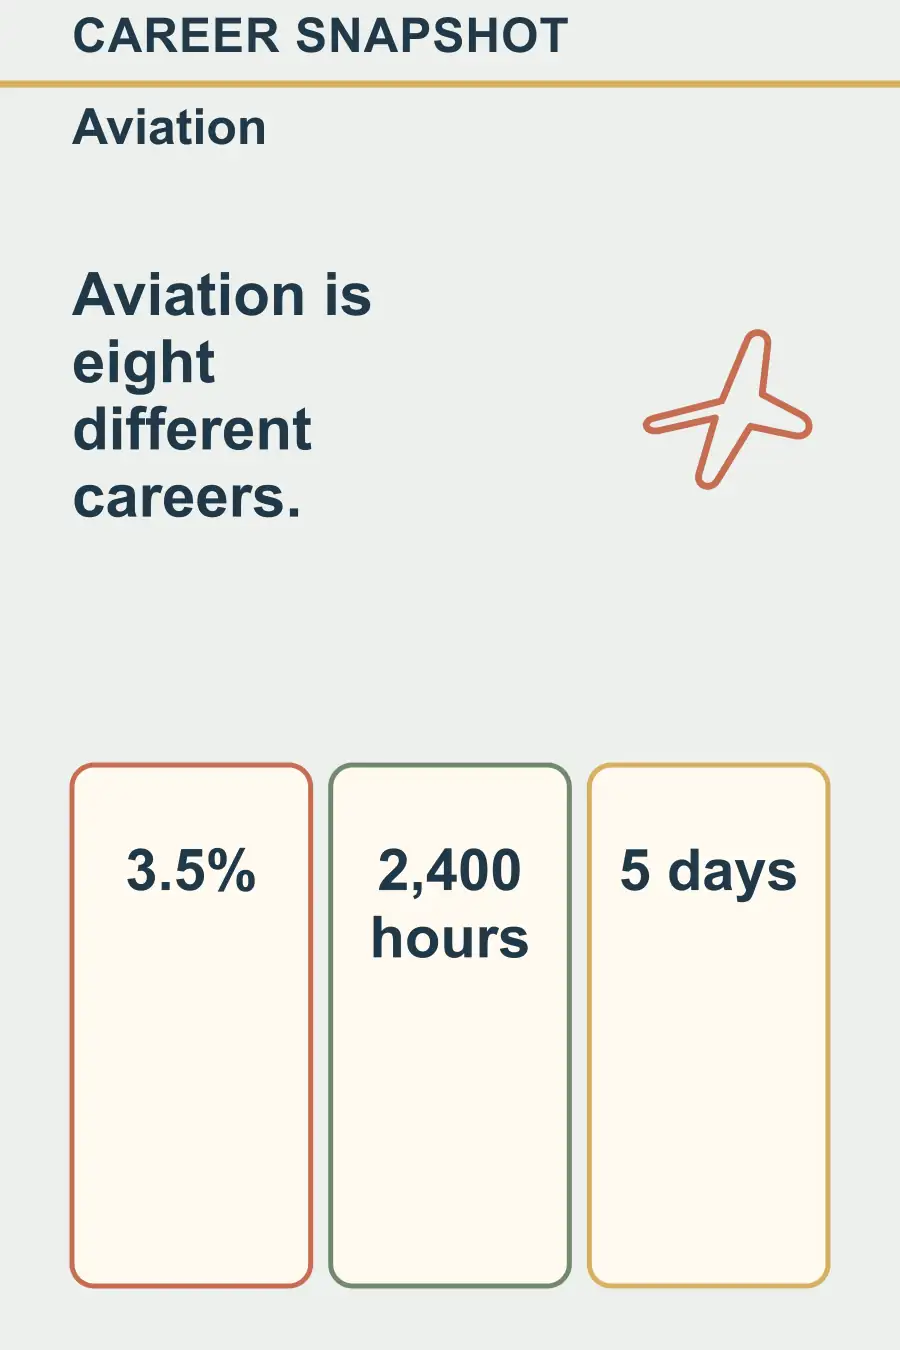 CAREER SNAPSHOT
Aviation
Aviation is
eight
different
careers.
3.5%
2,400
hours
5 days